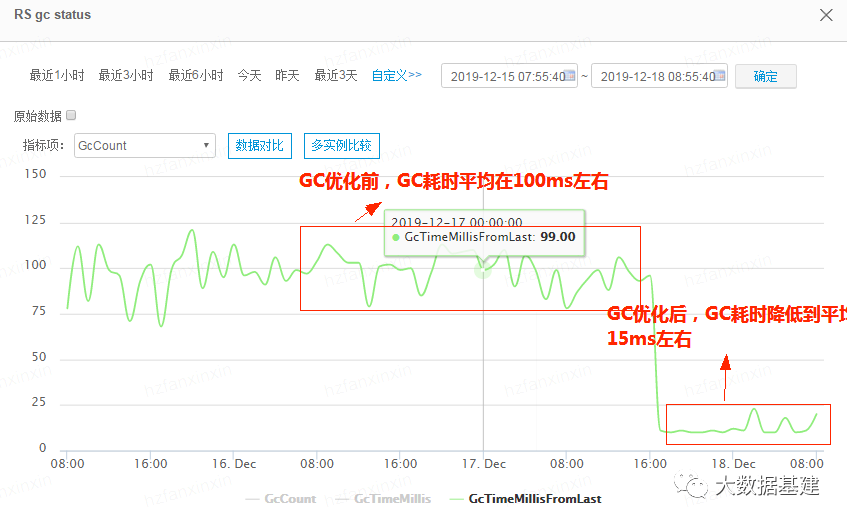 RS gc status
最近1小时 最近3小时 最近6小时 今天 昨天 最近3天 自定义>> 2019-12-15 07:55:40 ~ 2019-12-18 08:55:40 确定
原始数据
指标项: GcCount 数据对比 多实例比较
150
GC优化前，GC耗时平均在100ms左右
125
2019-12-17 00:00:00
GcTimeMillisFromLast: 99.00
100
75
GC优化后，GC耗时降低到平均
15ms左右
50
25
0
08:00 16:00 16. Dec 08:00 16:00 17. Dec 08:00 16:00 18. Dec 08:00
大数据基建
GcCount GcTimeMillis GcTimeMillisFromLast
hzfanxinxin